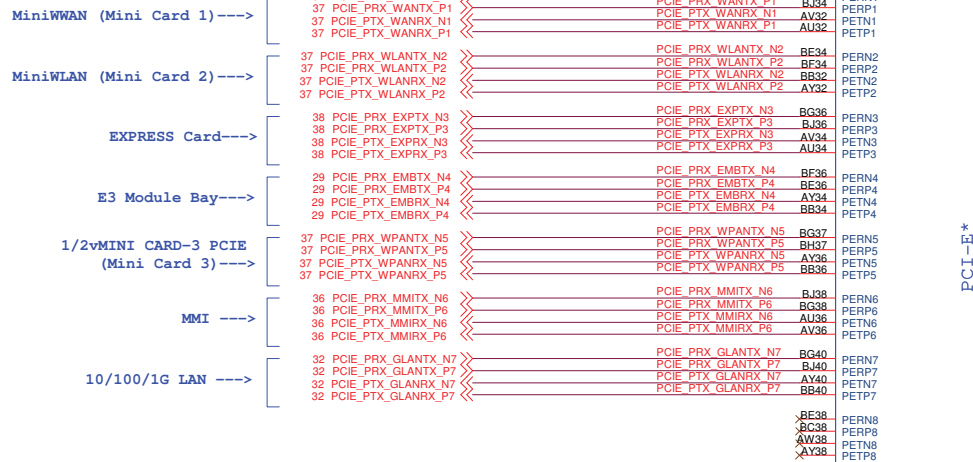 PERN1
MiniWWAN (Mini Card 1)--->
37 PCIE_PRX_WANTX_P1 PCIE_PRX_WANTX_P1 BJ34 PERP1
37 PCIE_PTX_WANRX_N1 PCIE_PTX_WANRX_N1 AV32 PETN1
37 PCIE_PTX_WANRX_P1 PCIE_PTX_WANRX_P1 AU32 PETP1
MiniWLAN (Mini Card 2)--->
37 PCIE_PRX_WLANTX_N2 PCIE_PRX_WLANTX_N2 BE34 PERN2
37 PCIE_PRX_WLANTX_P2 PCIE_PRX_WLANTX_P2 BF34 PERP2
37 PCIE_PTX_WLANRX_N2 PCIE_PTX_WLANRX_N2 BB32 PETN2
37 PCIE_PTX_WLANRX_P2 PCIE_PTX_WLANRX_P2 AY32 PETP2
EXPRESS Card--->
38 PCIE_PRX_EXPTX_N3 PCIE_PRX_EXPTX_N3 BG36 PERN3
38 PCIE_PRX_EXPTX_P3 PCIE_PRX_EXPTX_P3 BJ36 PERP3
38 PCIE_PTX_EXPRX_N3 PCIE_PTX_EXPRX_N3 AV34 PETN3
38 PCIE_PTX_EXPRX_P3 PCIE_PTX_EXPRX_P3 AU34 PETP3
E3 Module Bay--->
29 PCIE_PRX_EMBTX_N4 PCIE_PRX_EMBTX_N4 BF36 PERN4
29 PCIE_PRX_EMBTX_P4 PCIE_PRX_EMBTX_P4 BE36 PERP4
29 PCIE_PTX_EMBRX_N4 PCIE_PTX_EMBRX_N4 AY34 PETN4
29 PCIE_PTX_EMBRX_P4 PCIE_PTX_EMBRX_P4 BB34 PETP4
1/2vMINI CARD-3 PCIE
(Mini Card 3)--->
37 PCIE_PRX_WPANTX_N5 PCIE_PRX_WPANTX_N5 BG37 PERN5
37 PCIE_PRX_WPANTX_P5 PCIE_PRX_WPANTX_P5 BH37 PERP5
37 PCIE_PTX_WPANRX_N5 PCIE_PTX_WPANRX_N5 AY36 PETN5
37 PCIE_PTX_WPANRX_P5 PCIE_PTX_WPANRX_P5 BB36 PETP5
PCI-E*
MMI --->
36 PCIE_PRX_MMITX_N6 PCIE_PRX_MMITX_N6 BJ38 PERN6
36 PCIE_PRX_MMITX_P6 PCIE_PRX_MMITX_P6 BG38 PERP6
36 PCIE_PTX_MMIRX_N6 PCIE_PTX_MMIRX_N6 AU36 PETN6
36 PCIE_PTX_MMIRX_P6 PCIE_PTX_MMIRX_P6 AV36 PETP6
10/100/1G LAN --->
32 PCIE_PRX_GLANTX_N7 PCIE_PRX_GLANTX_N7 BG40 PERN7
32 PCIE_PRX_GLANTX_P7 PCIE_PRX_GLANTX_P7 BJ40 PERP7
32 PCIE_PTX_GLANRX_N7 PCIE_PTX_GLANRX_N7 AY40 PETN7
32 PCIE_PTX_GLANRX_P7 PCIE_PTX_GLANRX_P7 BB40 PETP7
BE38 PERN8
BC38 PERP8
AW38 PETN8
AY38 PETP8